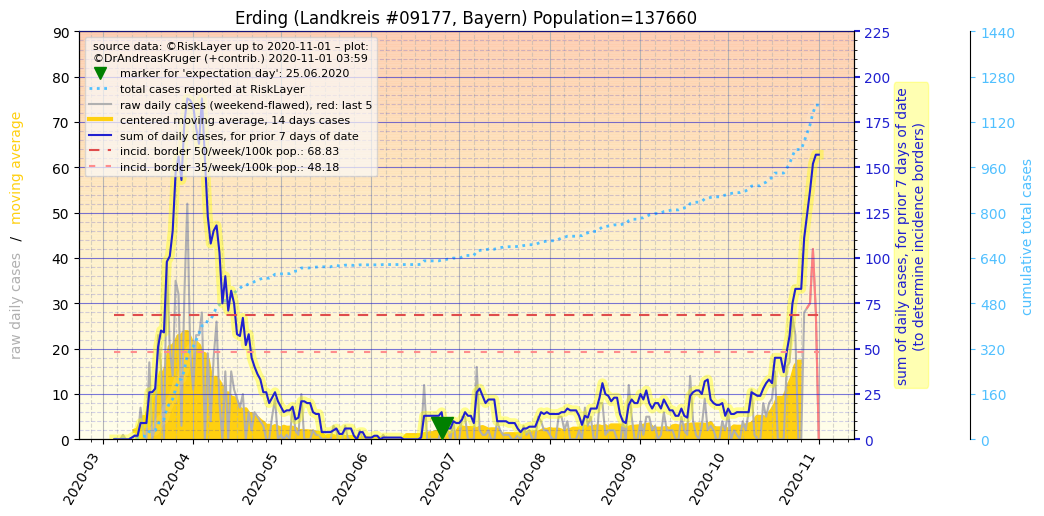 Erding (Landkreis #09177, Bayern) Population=137660
source data: ©RiskLayer up to 2020-11-01 – plot:
©DrAndreasKruger (+contrib.) 2020-11-01 03:59
marker for 'expectation day': 25.06.2020
total cases reported at RiskLayer
raw daily cases (weekend-flawed), red: last 5
centered moving average, 14 days cases
sum of daily cases, for prior 7 days of date
incid. border 50/week/100k pop.: 68.83
incid. border 35/week/100k pop.: 48.18
raw daily cases / moving average
90
80
70
60
50
40
30
20
10
0
2020-03
2020-04
2020-05
2020-06
2020-07
2020-08
2020-09
2020-10
2020-11
225
200
175
150
125
100
75
50
25
0
sum of daily cases, for prior 7 days of date
(to determine incidence borders)
1440
1280
1120
960
800
640
480
320
160
0
cumulative total cases